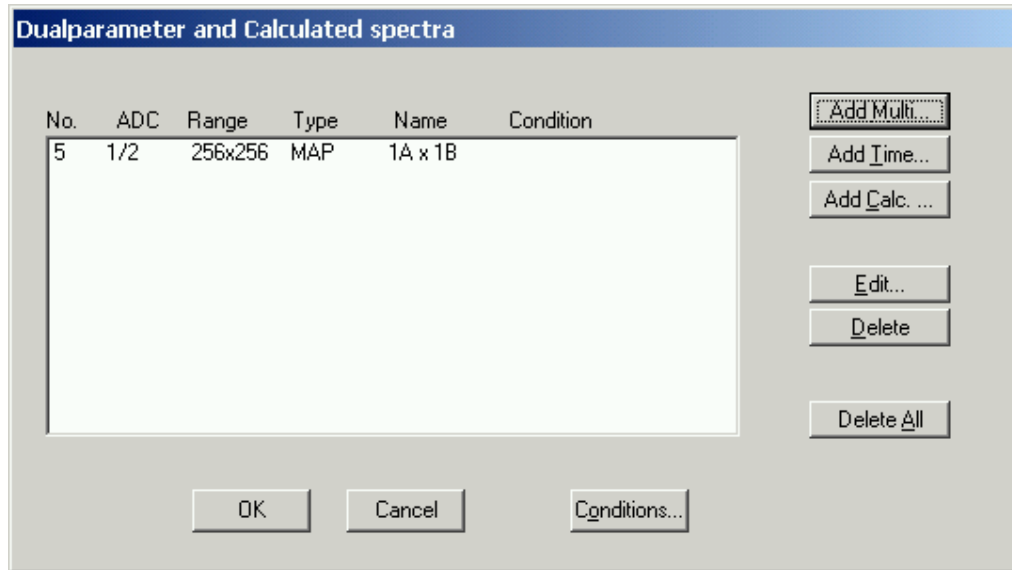 Dualparameter and Calculated spectra
No. ADC Range Type Name Condition
5 1/2 256x256 MAP 1A x 1B
Add Multi...
Add Time...
Add Calc. ...
Edit...
Delete
Delete All
OK Cancel Conditions...